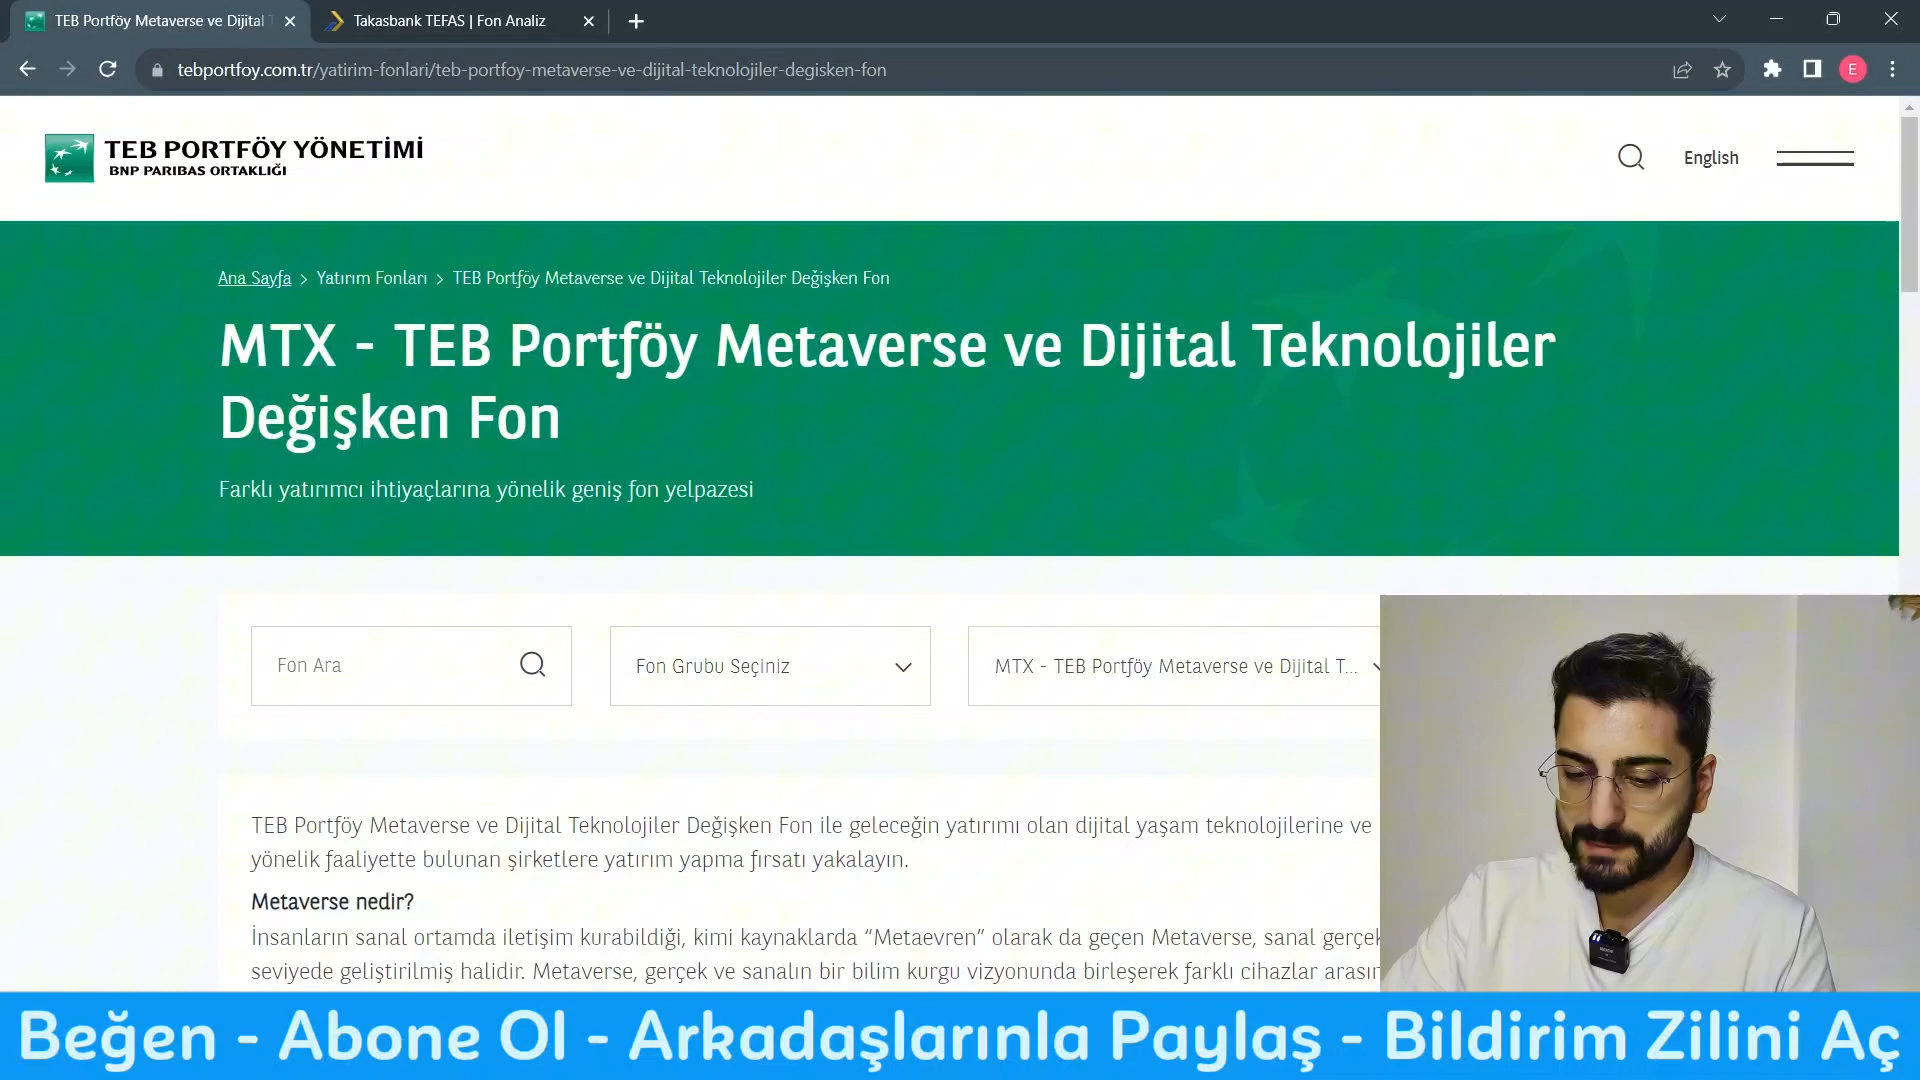 TEB Portföy Metaverse ve Dijital
Takasbank TEFAS | Fon Analiz
tebportfoy.com.tr/yatirim-fonlari/teb-portfoy-metaverse-ve-dijital-teknolojiler-degisken-fon
E
TEB PORTFÖY YÖNETİMİ
BNP PARIBAS ORTAKLIĞI
English
Ana Sayfa > Yatırım Fonları > TEB Portföy Metaverse ve Dijital Teknolojiler Değişken Fon
MTX - TEB Portföy Metaverse ve Dijital Teknolojiler
Değişken Fon
Farklı yatırımcı ihtiyaçlarına yönelik geniş fon yelpazesi
Fon Ara
Fon Grubu Seçiniz
MTX - TEB Portföy Metaverse ve Dijital T...
TEB Portföy Metaverse ve Dijital Teknolojiler Değişken Fon ile geleceğin yatırımı olan dijital yaşam teknolojilerine ve
yönelik faaliyette bulunan şirketlere yatırım yapma fırsatı yakalayın.
Metaverse nedir?
İnsanların sanal ortamda iletişim kurabildiği, kimi kaynaklarda “Metaevren” olarak da geçen Metaverse, sanal gerçek
seviyede geliştirilmiş halidir. Metaverse, gerçek ve sanalın bir bilim kurgu vizyonunda birleşerek farklı cihazlar
Beğen - Abone Ol - Arkadaşlarınla Paylaş - Bildirim Zilini Aç